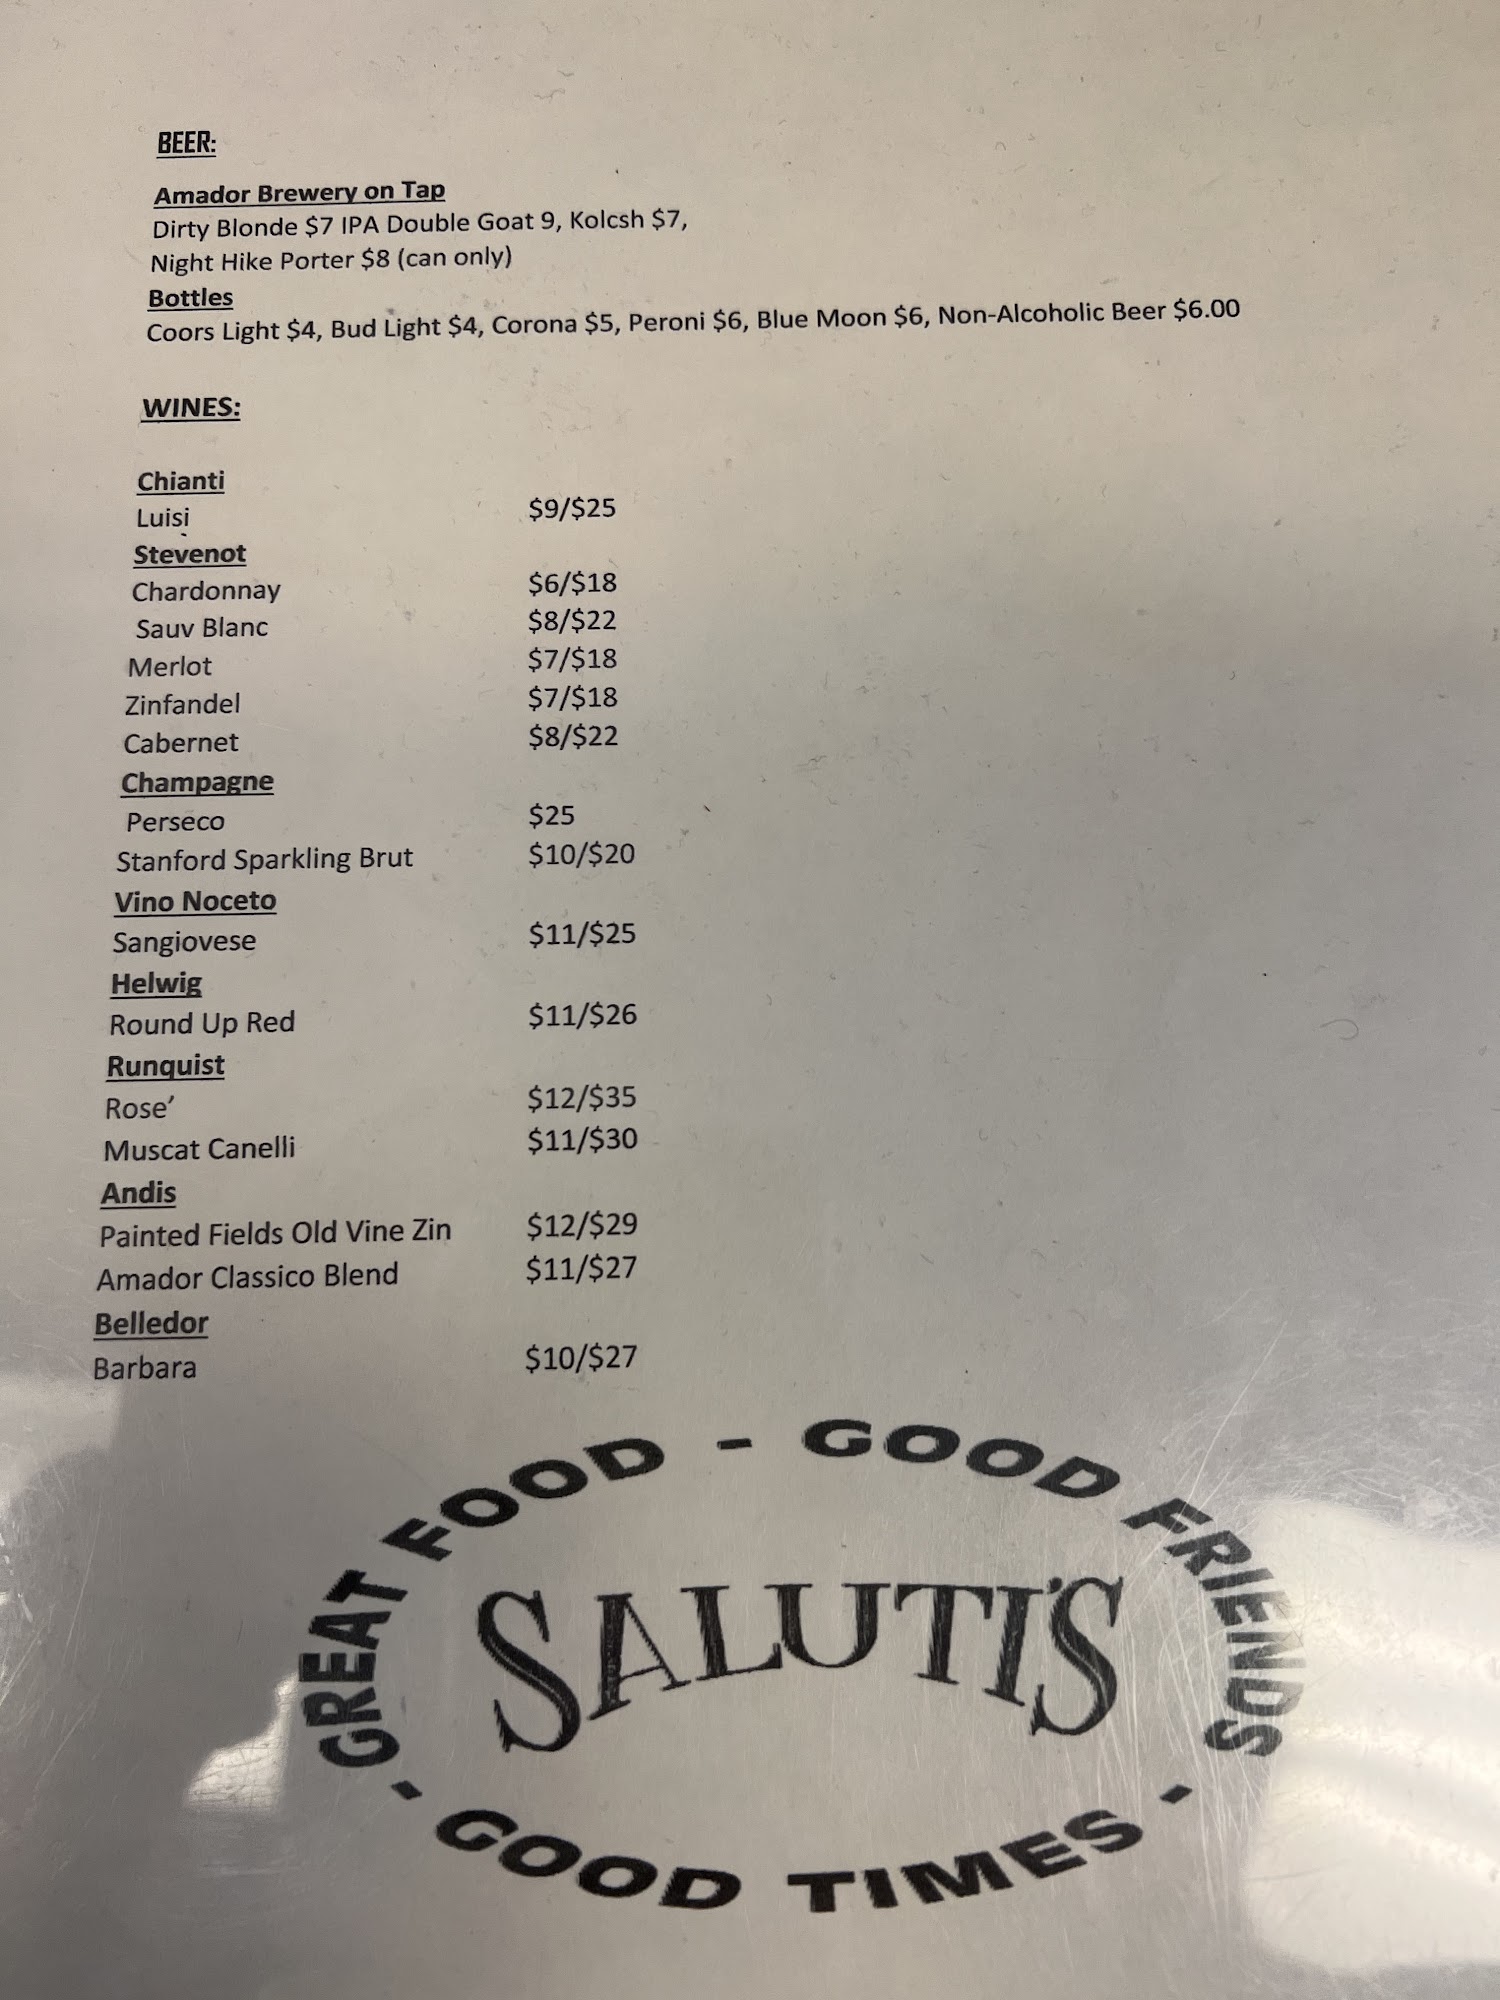 BEER:
Amador Brewery on Tap
Dirty Blonde $7 IPA Double Goat 9, Kolcsh $7,
Night Hike Porter $8 (can only)
Bottles
Coors Light $4, Bud Light $4, Corona $5, Peroni $6, Blue Moon $6, Non-Alcoholic Beer $6.00
WINES:
Chianti
Luisi $9/$25
Stevenot
Chardonnay $6/$18
Sauv Blanc $8/$22
Merlot $7/$18
Zinfandel $7/$18
Cabernet $8/$22
Champagne
Perseco $25
Stanford Sparkling Brut $10/$20
Vino Noceto
Sangiovese $11/$25
Helwig
Round Up Red $11/$26
Runquist
Rose’ $12/$35
Muscat Canelli $11/$30
Andis
Painted Fields Old Vine Zin $12/$29
Amador Classico Blend $11/$27
Belledor
Barbara $10/$27
GREAT FOOD - GOOD FRIENDS
SALUTI'S
- GOOD TIMES -